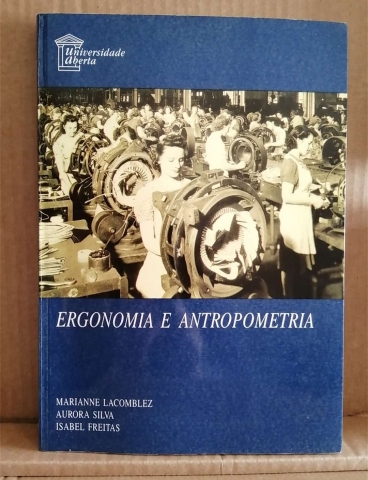 Universidade
Aberta
ERGONOMIA E ANTROPOMETRIA
MARIANNE LACOMBLEZ
AURORA SILVA
ISABEL FREITAS